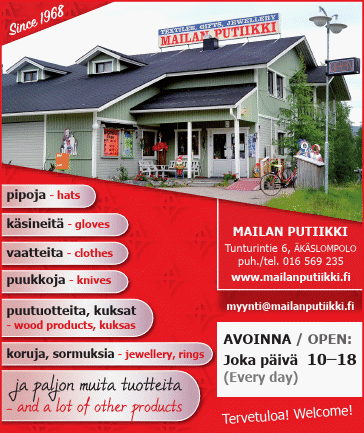 Since 1968
TEXTILES, GIFTS, JEWELLERY
MAILAN PUTIIKKI
pipoja - hats
käsineitä - gloves
vaatteita - clothes
puukkoja - knives
puutuotteita, kuksat
- wood products, kuksas
koruja, sormuksia - jewellery, rings
ja paljon muita tuotteita
- and a lot of other products
MAILAN PUTIIKKI
Tunturintie 6, ÄKÄSLOMPOLO
puh./tel. 016 569 235
www.mailanputiikki.fi
myynti@mailanputiikki.fi
AVOINNA / OPEN:
Joka päivä 10–18
(Every day)
Tervetuloa! Welcome!